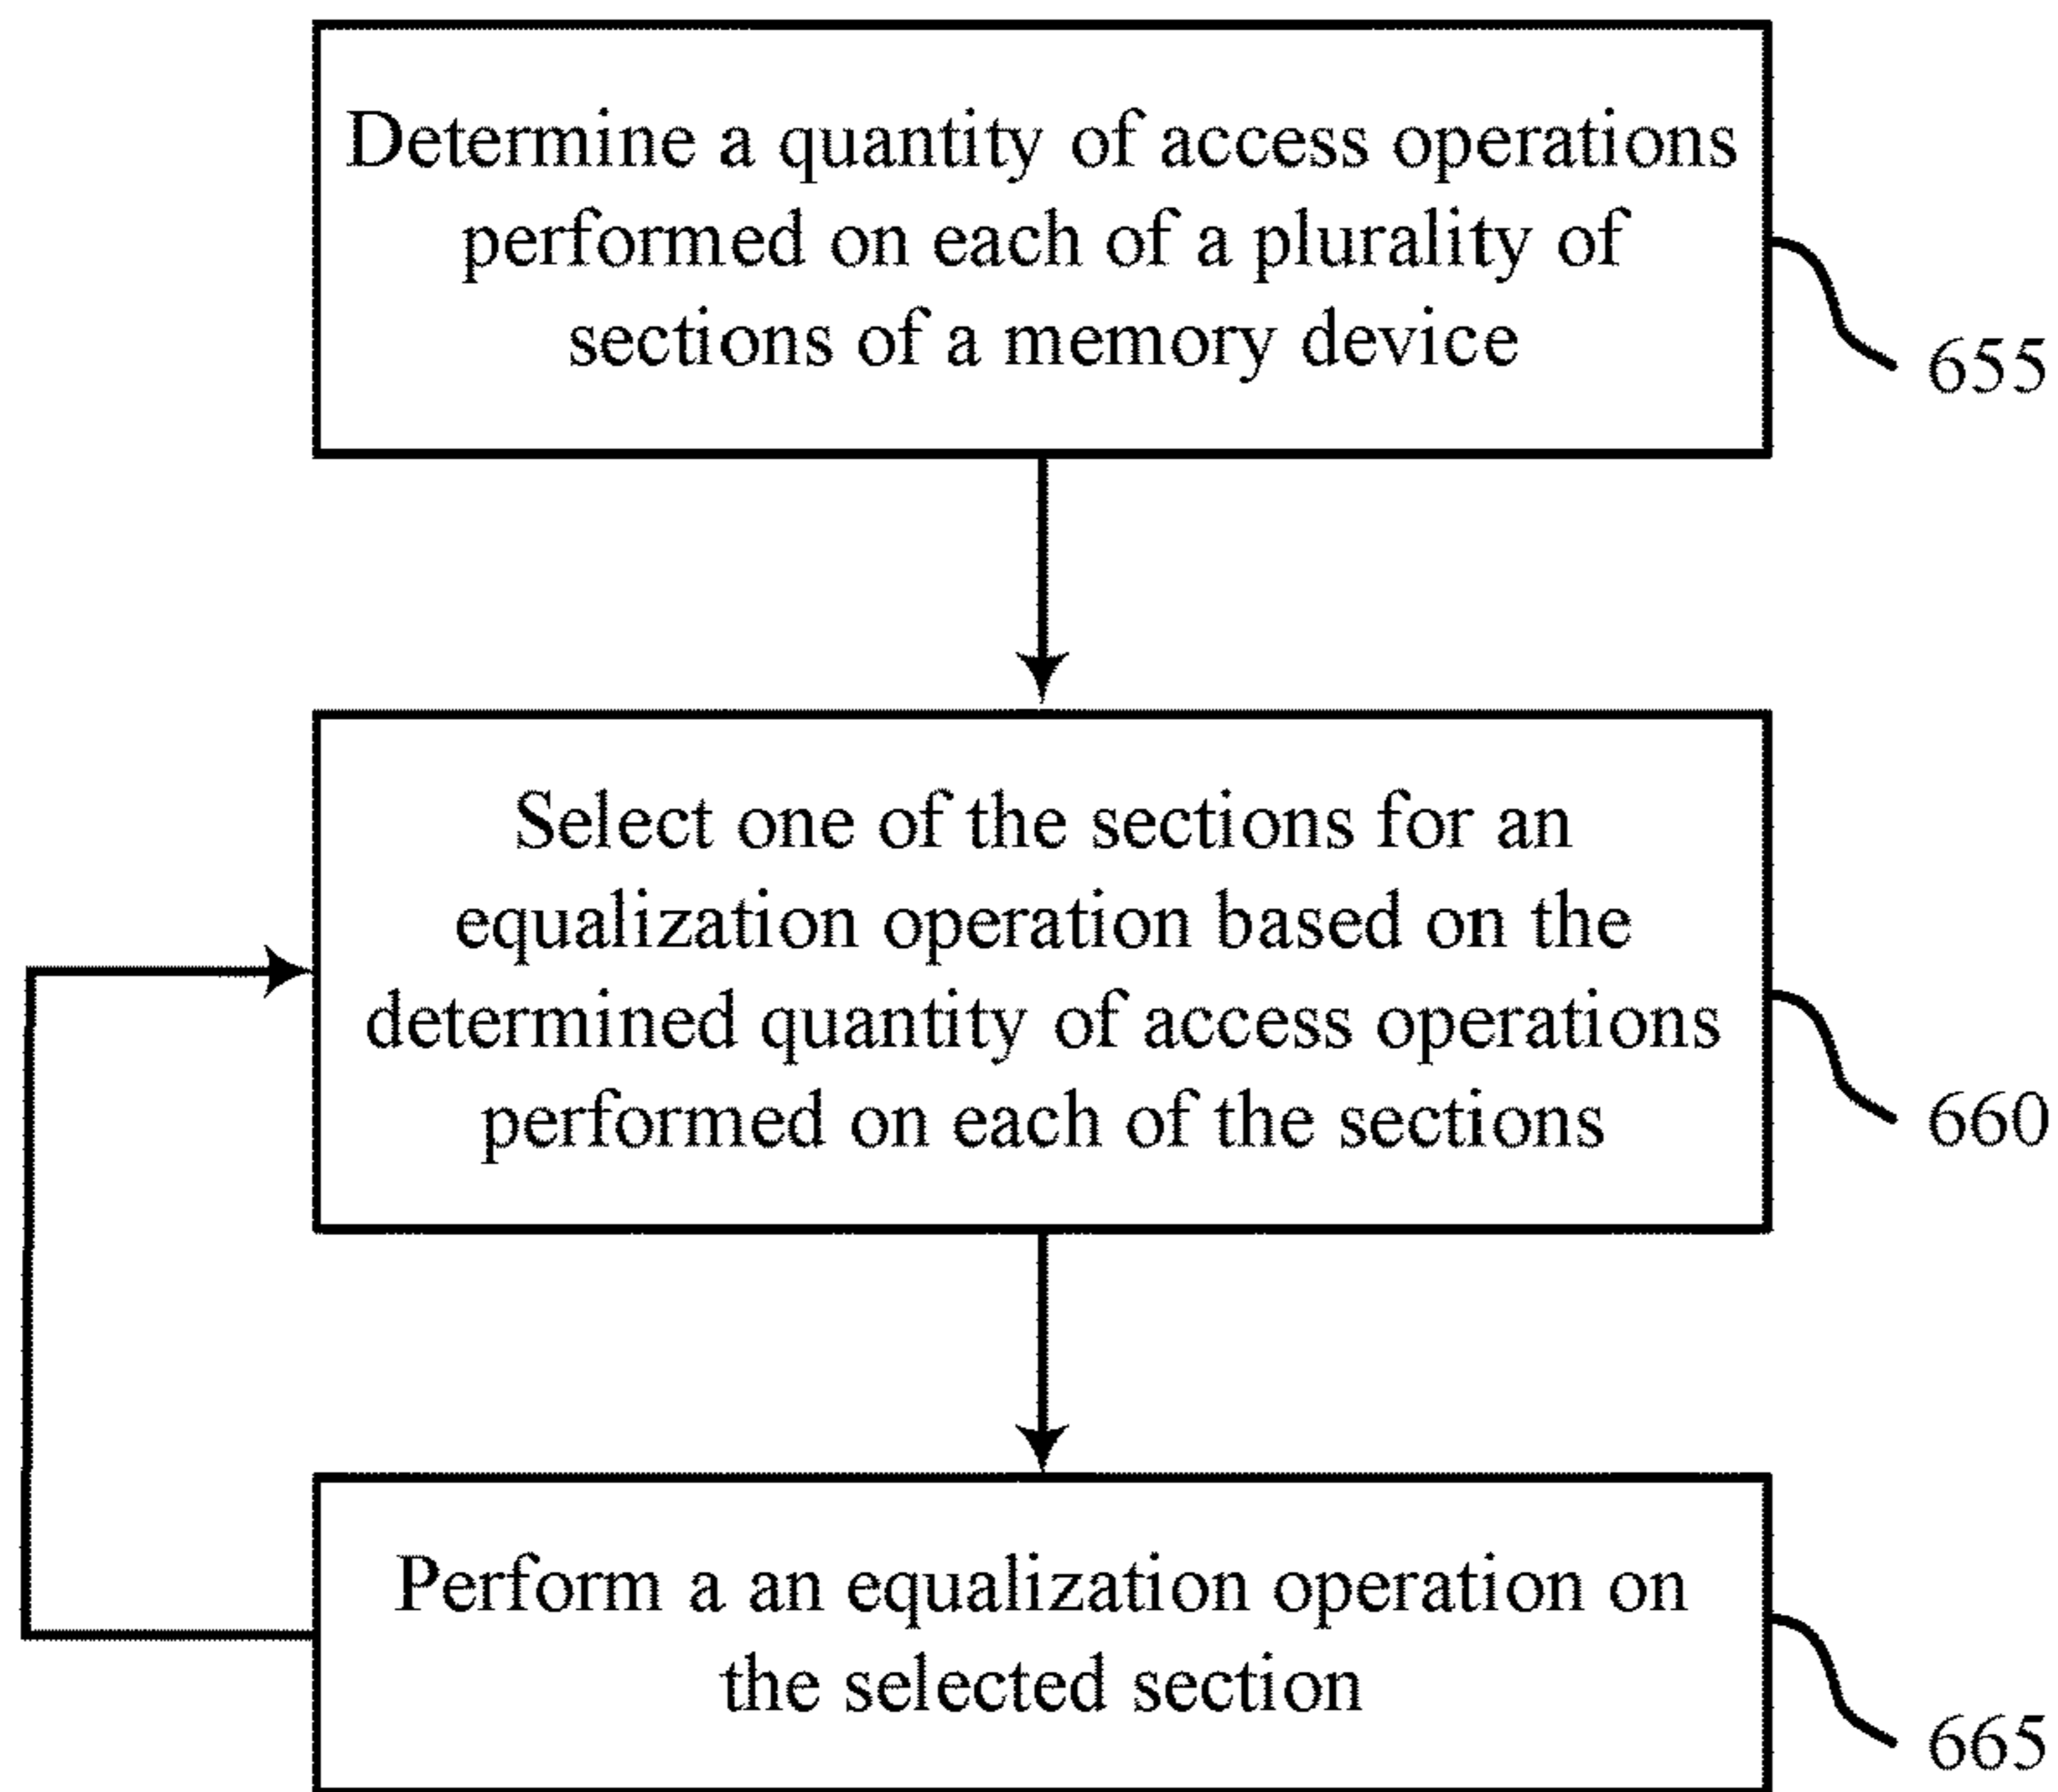 Determine a quantity of access operations
performed on each of a plurality of
sections of a memory device
655
Select one of the sections for an
equalization operation based on the
determined quantity of access operations
performed on each of the sections
660
Perform a an equalization operation on
the selected section
665